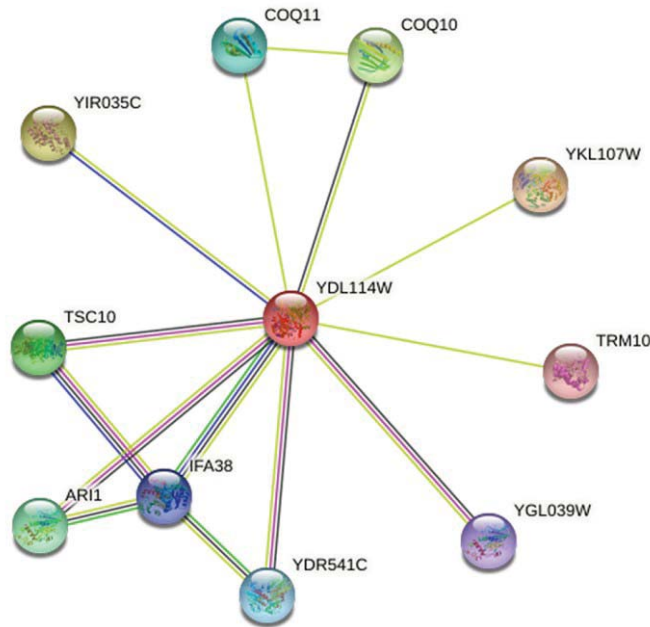 COQ11
COQ10
YIR035C
YKL107W
YDL114W
TSC10
TRM10
IFA38
ARI1
YGL039W
YDR541C